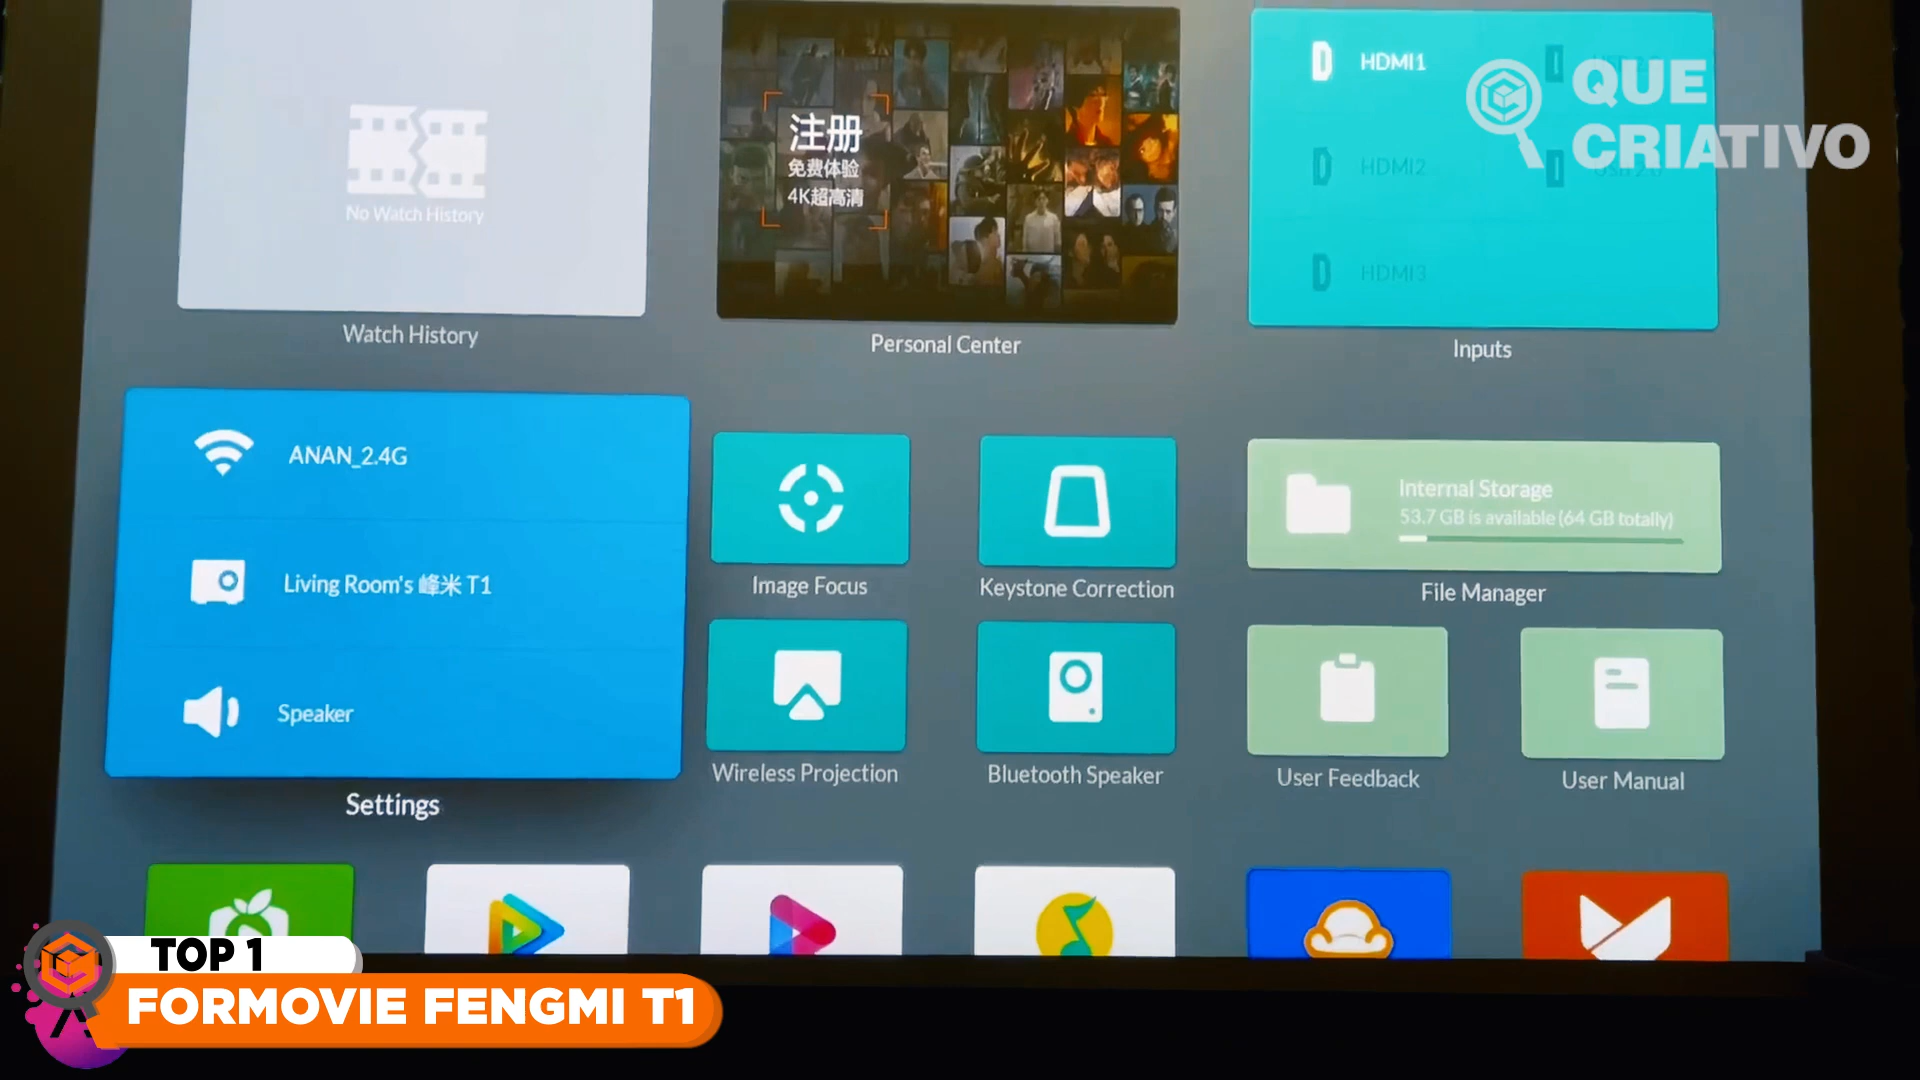 HDMI1
QUE
CRIATIVO
注册
免费体验
4K超高清
HDMI2
USB 2.0
No Watch History
HDMI3
Watch History
Personal Center
Inputs
ANAN_2.4G
Internal Storage
53.7 GB is available (64 GB totally)
Living Room's 峰米 T1
Image Focus
Keystone Correction
File Manager
Speaker
Wireless Projection
Bluetooth Speaker
User Feedback
User Manual
Settings
TOP 1
FORMOVIE FENGMI T1